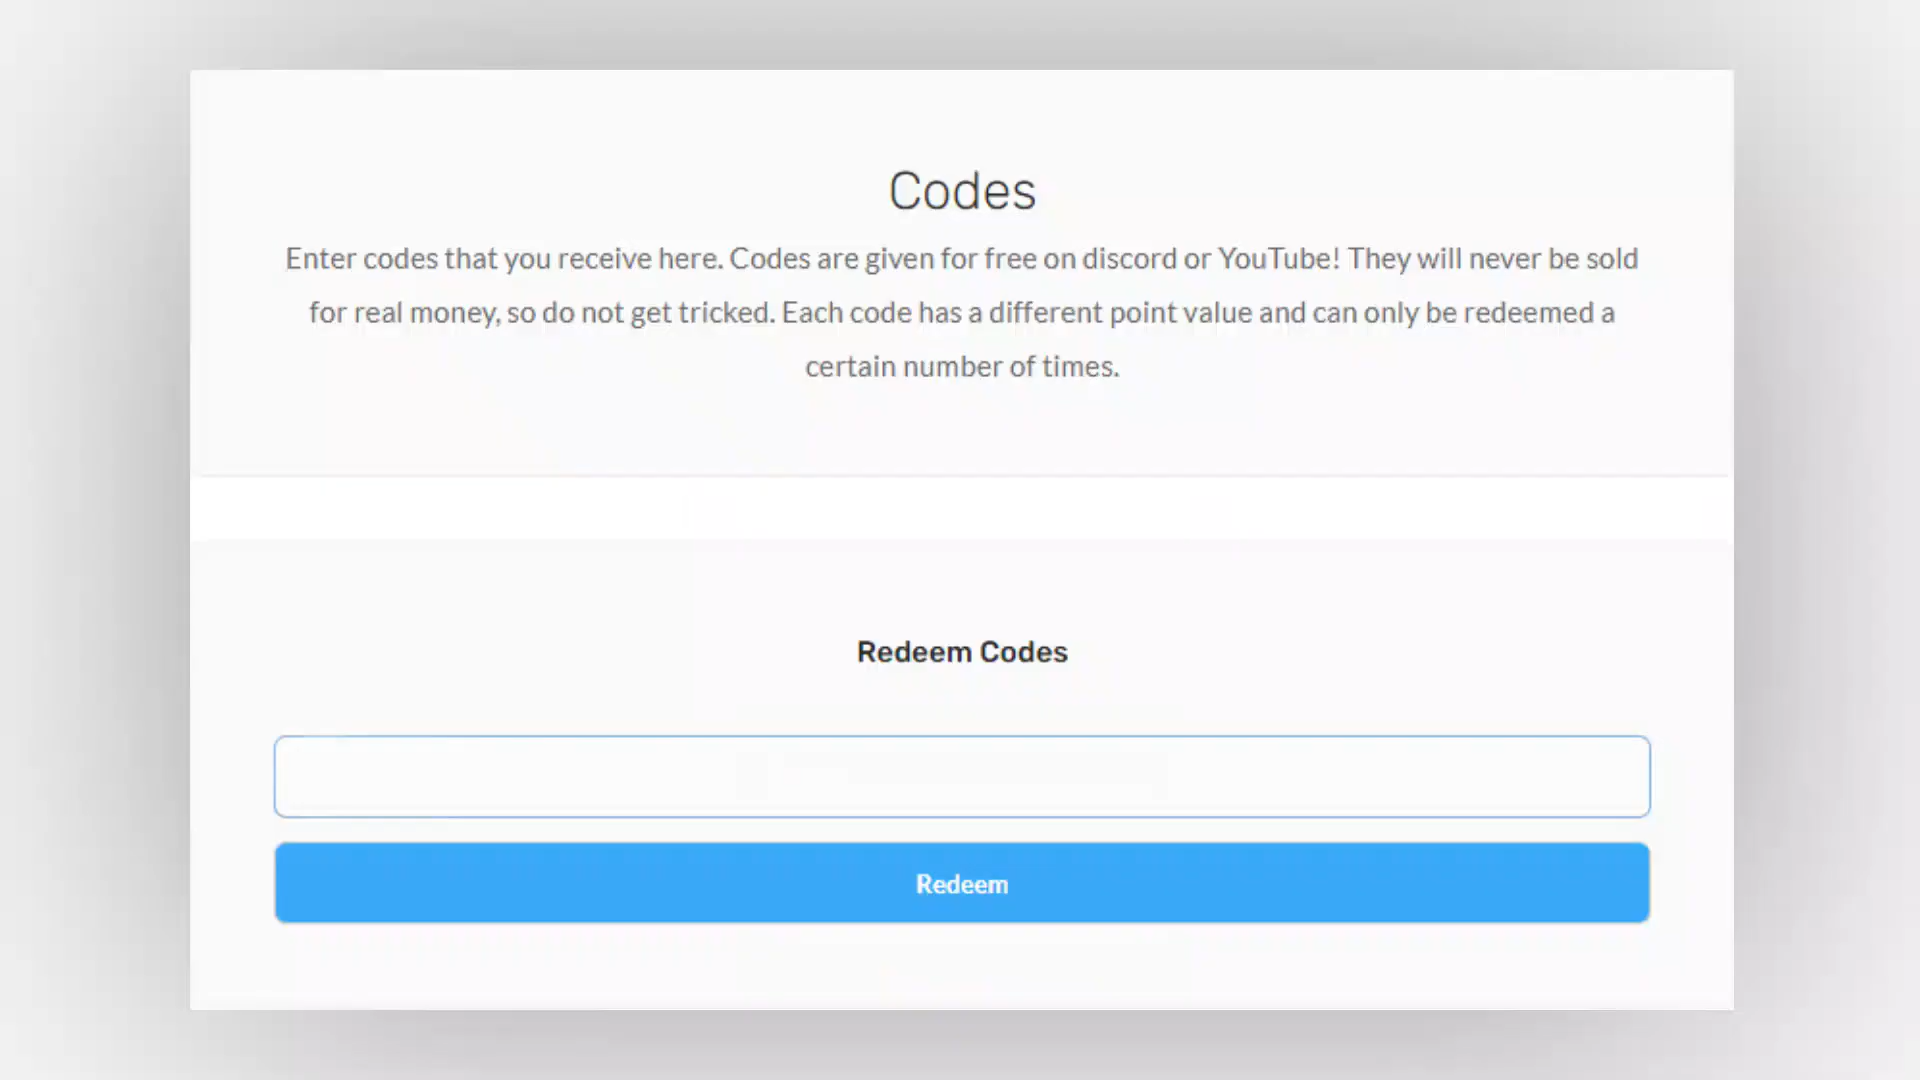 Codes
Enter codes that you receive here. Codes are given for free on discord or YouTube! They will never be sold
for real money, so do not get tricked. Each code has a different point value and can only be redeemed a
certain number of times.
Redeem Codes
Redeem